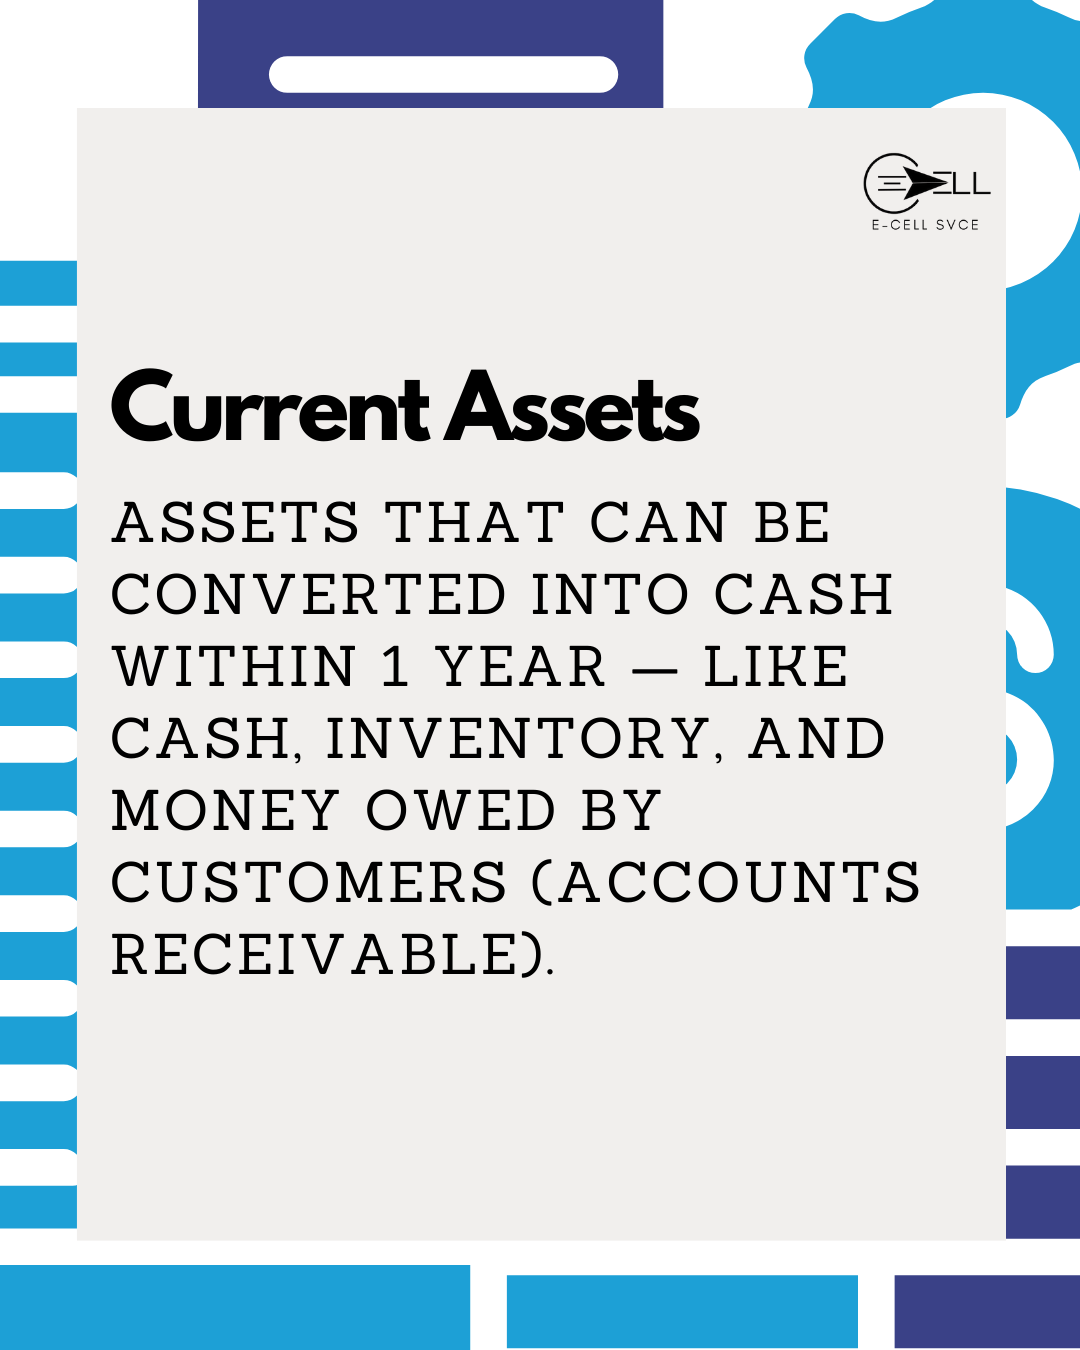 ELL
E-CELL SVCE
Current Assets
ASSETS THAT CAN BE
CONVERTED INTO CASH
WITHIN 1 YEAR — LIKE
CASH, INVENTORY, AND
MONEY OWED BY
CUSTOMERS (ACCOUNTS
RECEIVABLE).